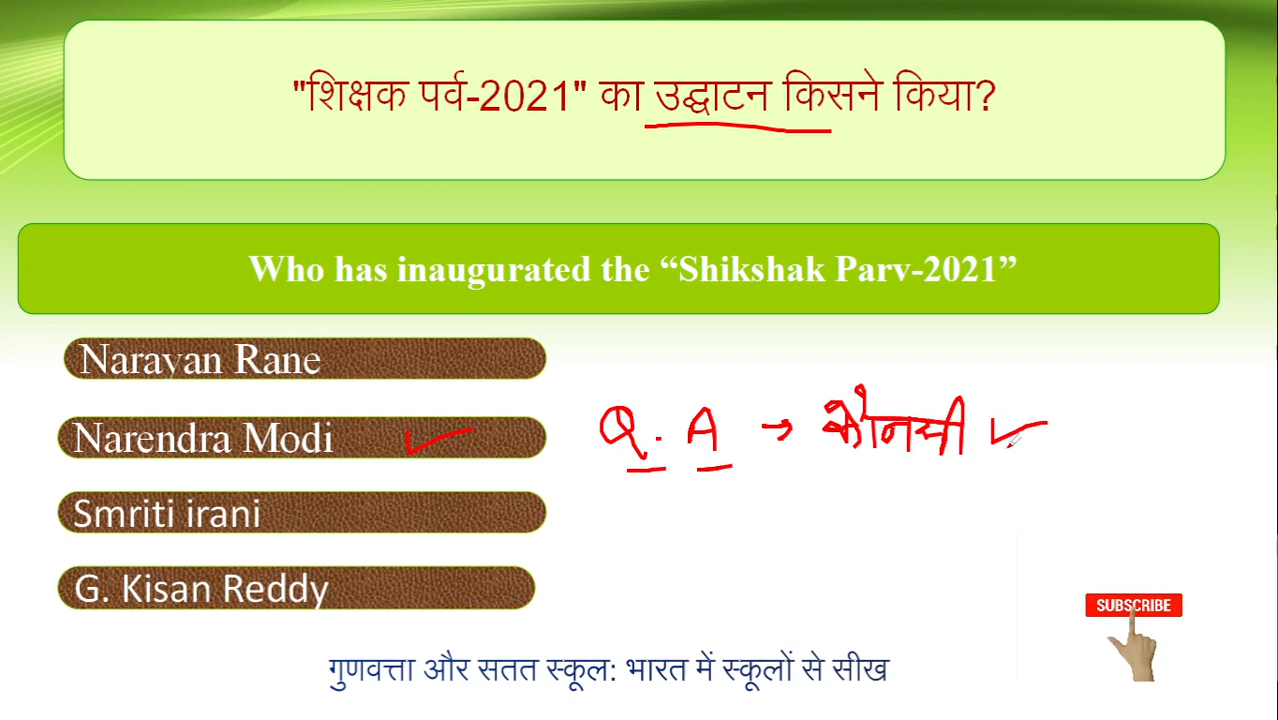 "शिक्षक पर्व-2021" का उद्घाटन किसने किया?
Who has inaugurated the “Shikshak Parv-2021”
Narayan Rane
Narendra Modi
Q. A → कौनसी
Smriti irani
G. Kisan Reddy
SUBSCRIBE
गुणवत्ता और सतत स्कूल: भारत में स्कूलों से सीख